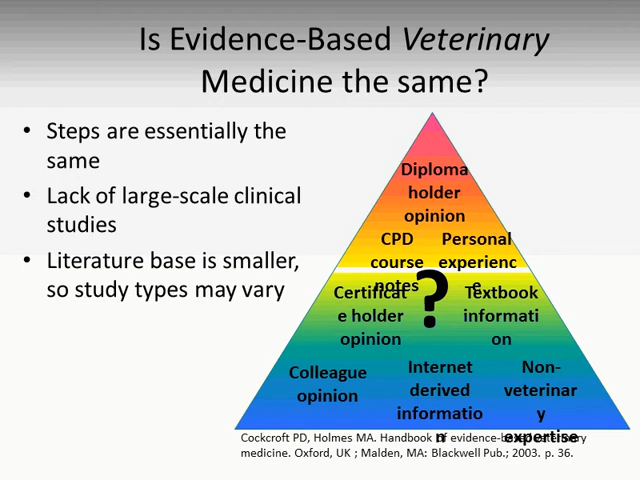 Is Evidence-Based Veterinary
Medicine the same?
• Steps are essentially the
same
• Lack of large-scale clinical
studies
• Literature base is smaller,
so study types may vary
Diploma
holder
opinion
CPD
course
notes
Personal
experienc
e
?
Certificat
e holder
opinion
Textbook
informati
on
Colleague
opinion
Internet
derived
informatio
n
Non-
veterinar
y
expertise
Cockcroft PD, Holmes MA. Handbook of evidence-based veterinary
medicine. Oxford, UK ; Malden, MA: Blackwell Pub.; 2003. p. 36.